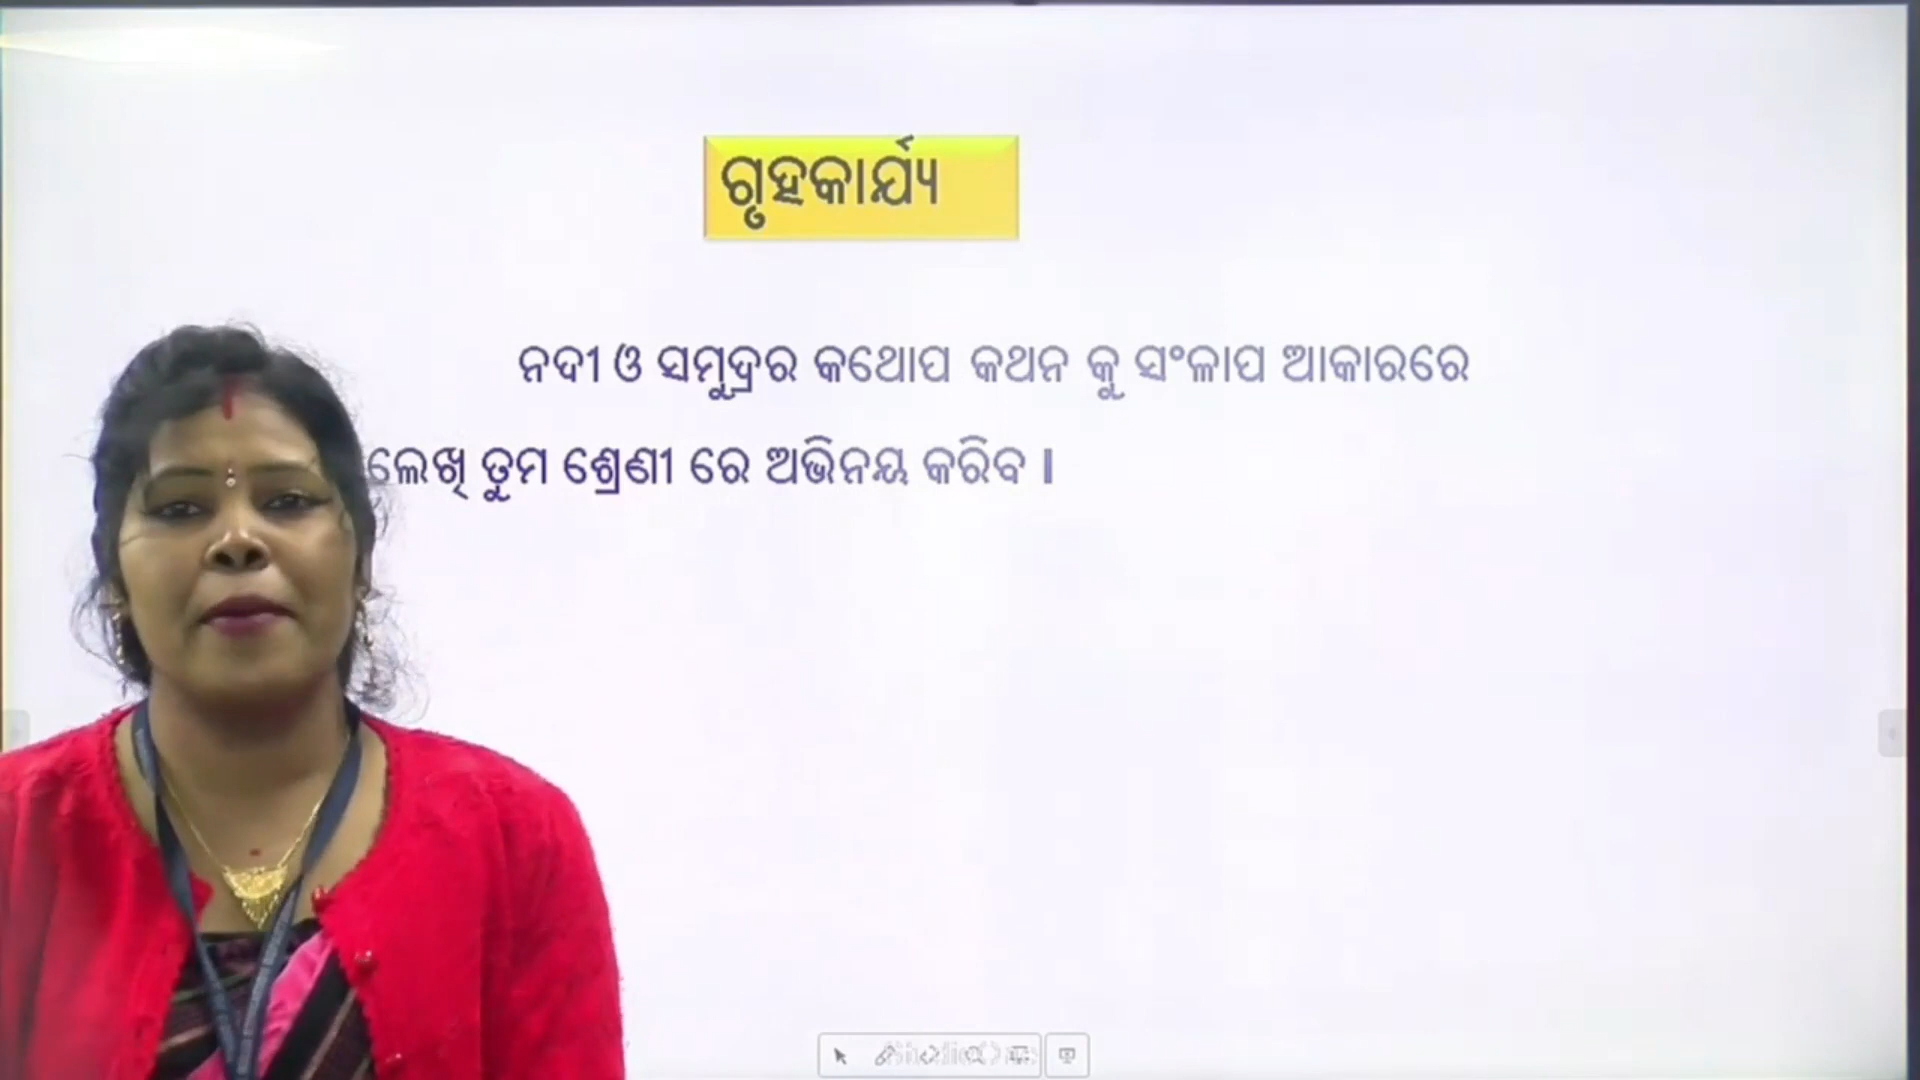 ଗୃହକାର୍ଯ୍ୟ
ନଦୀ ଓ ସମୁଦ୍ରର କଥୋପ କଥନ କୁ ସଂଳାପ ଆକାରରେ
ଲେଖି ତୁମ ଶ୍ରେଣୀ ରେ ଅଭିନୟ କରିବ ।